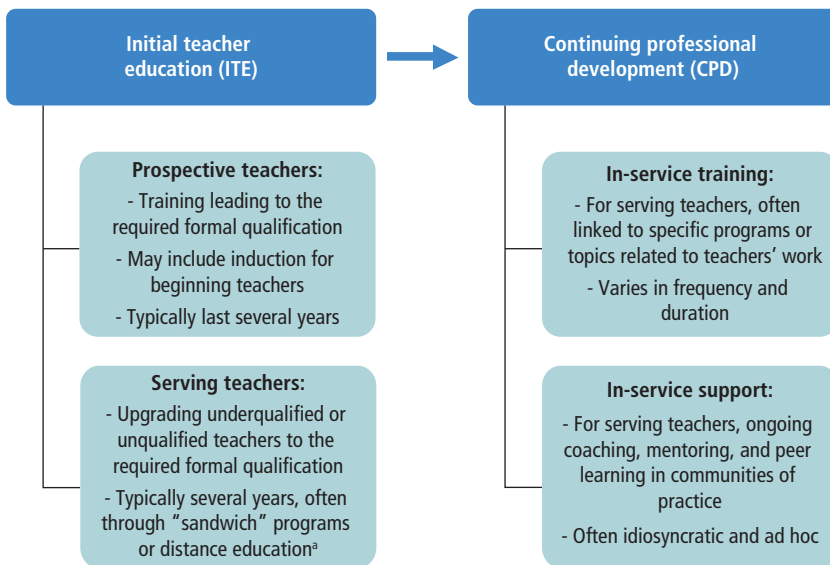 Initial teacher
education (ITE)
Continuing professional
development (CPD)
Prospective teachers:
- Training leading to the
required formal qualification
- May include induction for
beginning teachers
- Typically last several years
In-service training:
- For serving teachers, often
linked to specific programs or
topics related to teachers’ work
- Varies in frequency and
duration
Serving teachers:
- Upgrading underqualified or
unqualified teachers to the
required formal qualification
- Typically several years, often
through “sandwich” programs
or distance educationᵃ
In-service support:
- For serving teachers, ongoing
coaching, mentoring, and peer
learning in communities of
practice
- Often idiosyncratic and ad hoc